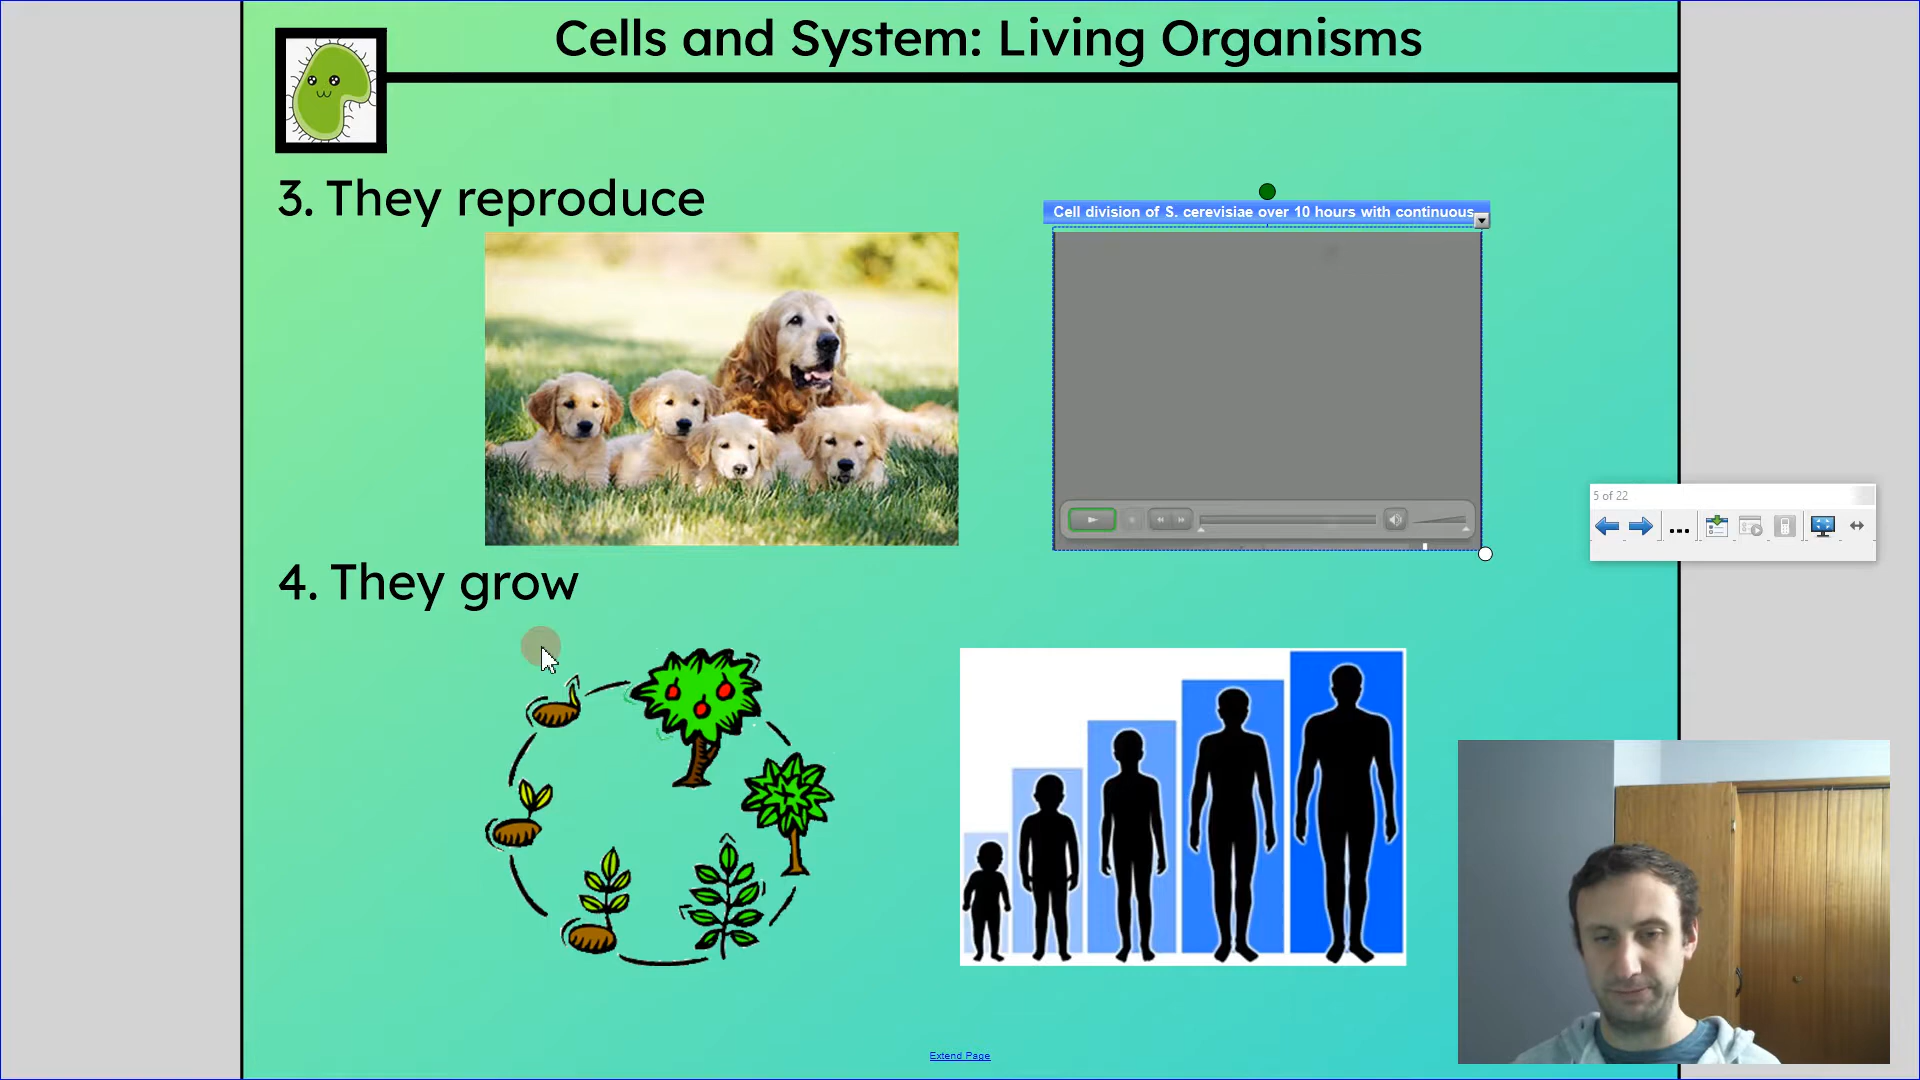 Cells and System: Living Organisms
3. They reproduce
Cell division of S. cerevisiae over 10 hours with continuous
4. They grow
5 of 22
...
Extend Page